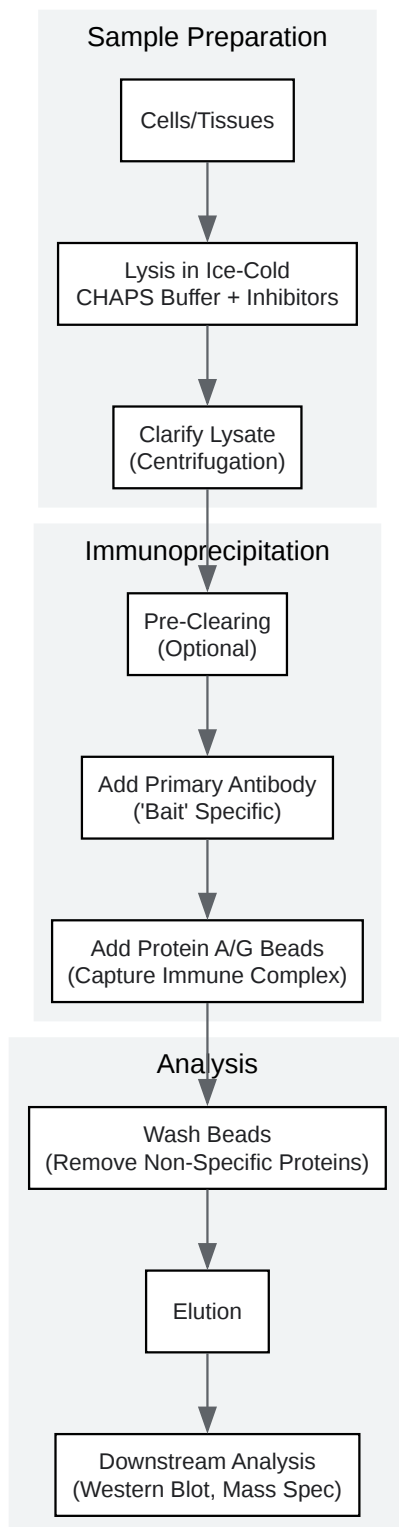 Sample Preparation
Cells/Tissues
Lysis in Ice-Cold
CHAPS Buffer + Inhibitors
Clarify Lysate
(Centrifugation)
Immunoprecipitation
Pre-Clearing
(Optional)
Add Primary Antibody
('Bait' Specific)
Add Protein A/G Beads
(Capture Immune Complex)
Analysis
Wash Beads
(Remove Non-Specific Proteins)
Elution
Downstream Analysis
(Western Blot, Mass Spec)